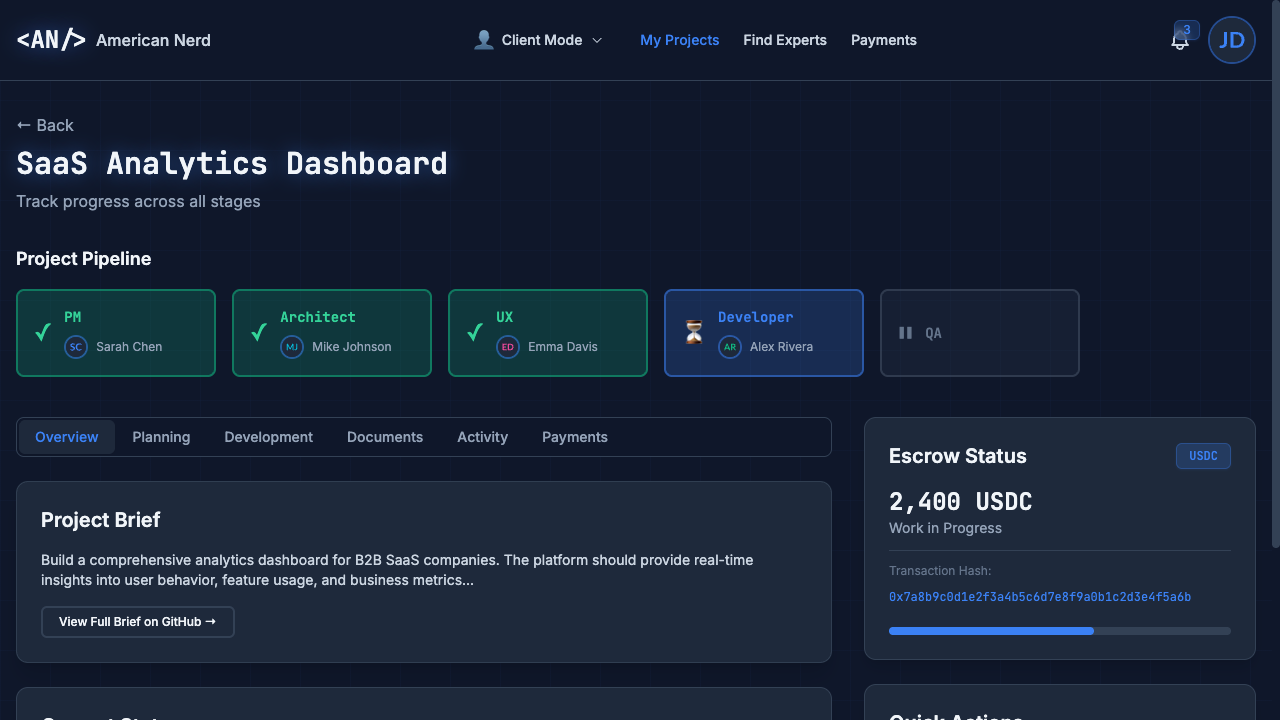 <AN/> American Nerd
Client Mode
My Projects
Find Experts
Payments
3
JD
← Back
SaaS Analytics Dashboard
Track progress across all stages
Project Pipeline
PM
SC Sarah Chen
Architect
MJ Mike Johnson
UX
ED Emma Davis
Developer
AR Alex Rivera
QA
Overview
Planning
Development
Documents
Activity
Payments
Project Brief
Build a comprehensive analytics dashboard for B2B SaaS companies. The platform should provide real-time
insights into user behavior, feature usage, and business metrics...
View Full Brief on GitHub →
Escrow Status
USDC
2,400 USDC
Work in Progress
Transaction Hash:
0x7a8b9c0d1e2f3a4b5c6d7e8f9a0b1c2d3e4f5a6b
Quick Actions